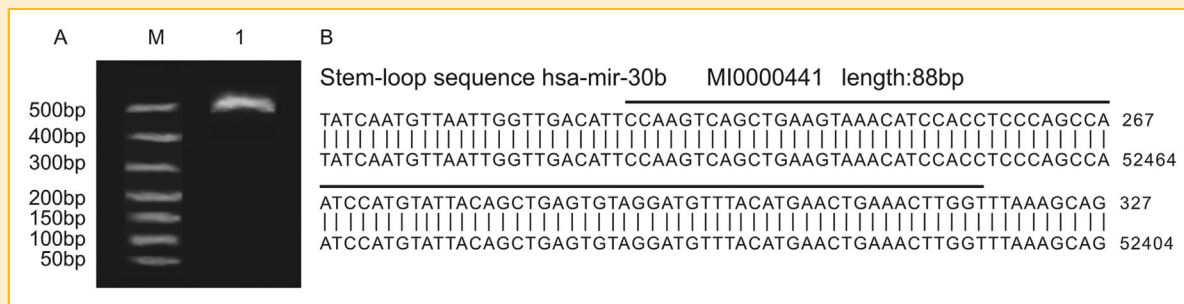 A M 1 B
Stem-loop sequence hsa-mir-30b MI0000441 length:88bp
TATCAATGTTAATTGGTTGACATTCCAAGTCAGCTGAAGTAAACATCCACCTCCCAGCCA 267
TATCAATGTTAATTGGTTGACATTCCAAGTCAGCTGAAGTAAACATCCACCTCCCAGCCA 52464
ATCCATGTATTACAGCTGAGTGTAGGATGTTTACATGAACTGAAACTTGGTTTAAAGCAG 327
ATCCATGTATTACAGCTGAGTGTAGGATGTTTACATGAACTGAAACTTGGTTTAAAGCAG 52404
500bp
400bp
300bp
200bp
150bp
100bp
50bp